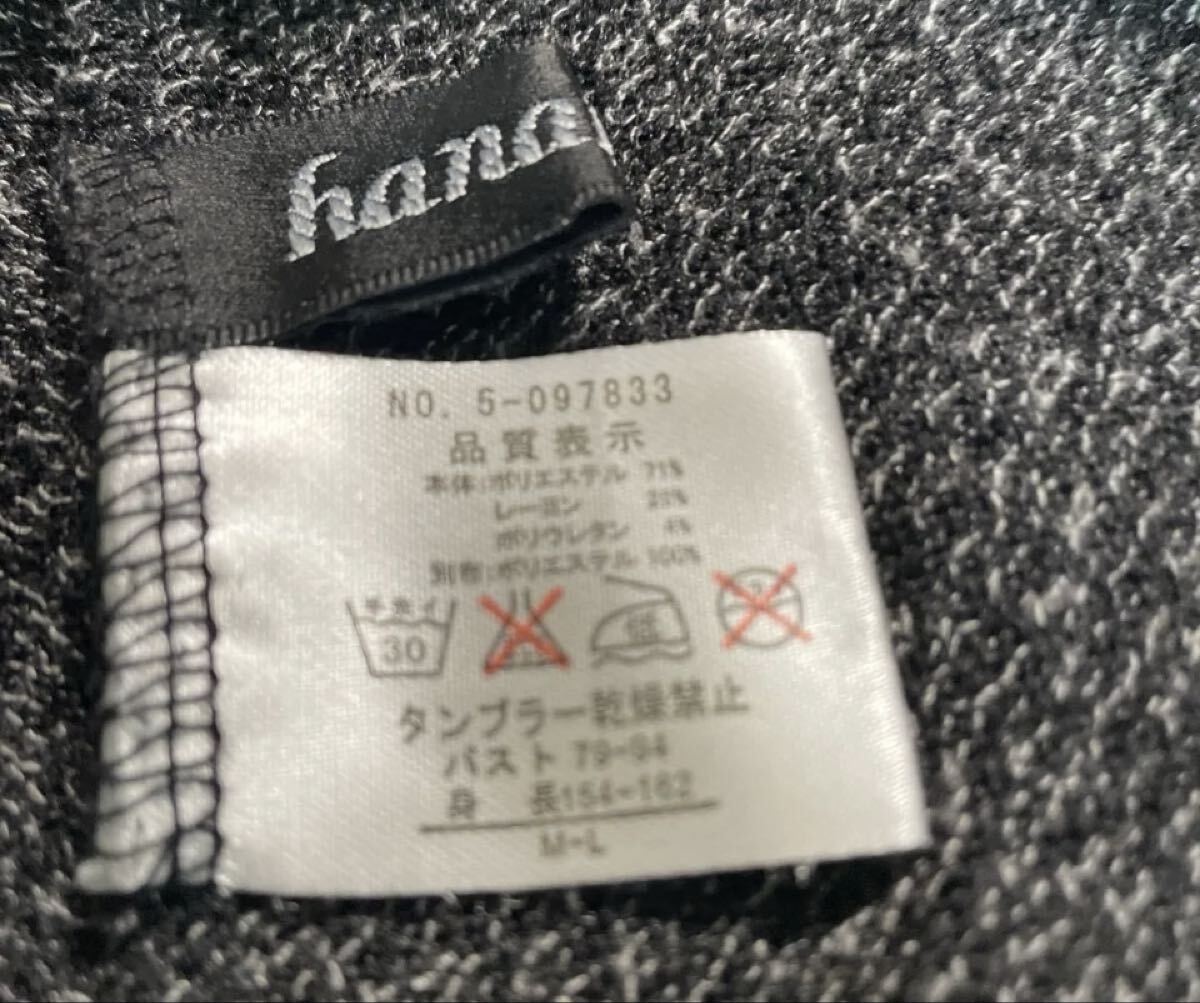 hana
NO. 5-097833
品質表示
本体:ポリエステル 71%
レーヨン 25%
ポリウレタン 4%
別布:ポリエステル 100%
手洗イ
30
タンブラー乾燥禁止
バスト 79-94
身 長154-162
M-L